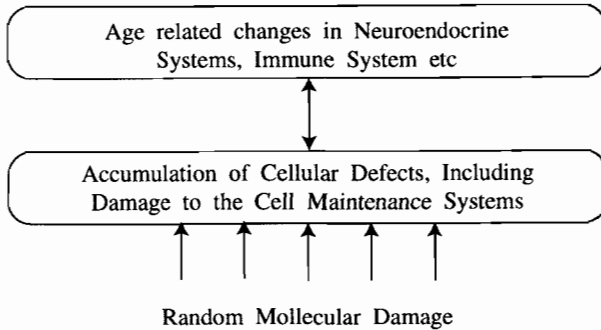 Age related changes in Neuroendocrine
Systems, Immune System etc
Accumulation of Cellular Defects, Including
Damage to the Cell Maintenance Systems
Random Mollecular Damage